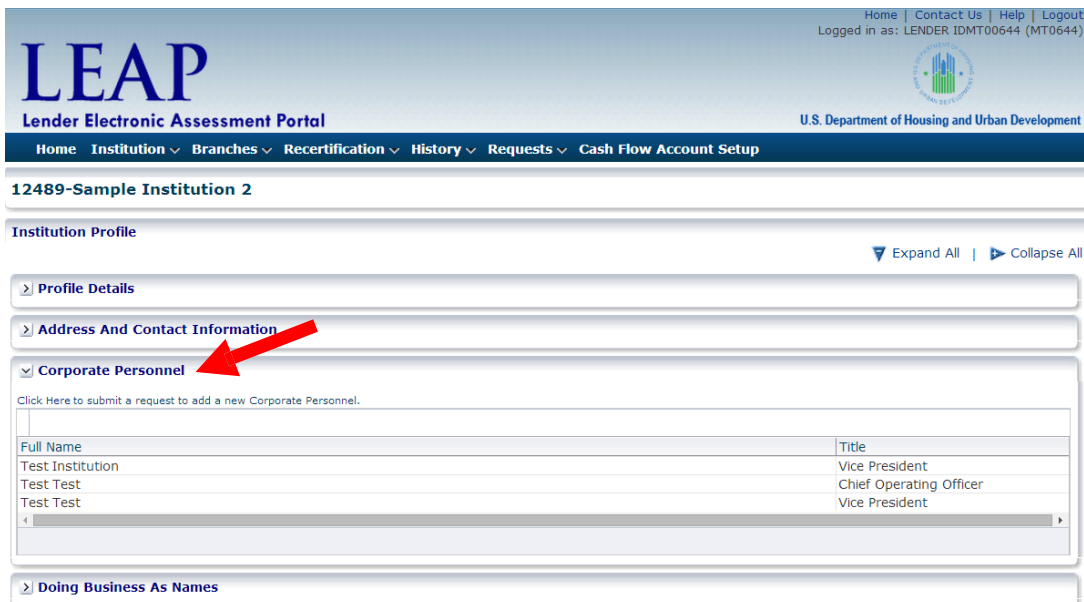 Home | Contact Us | Help | Logout
Logged in as: LENDER IDMT00644 (MT0644)
LEAP
Lender Electronic Assessment Portal
U.S. Department of Housing and Urban Development
Home Institution Branches Recertification History Requests Cash Flow Account Setup
12489-Sample Institution 2
Institution Profile
Expand All | Collapse All
Profile Details
Address And Contact Information
Corporate Personnel
Click Here to submit a request to add a new Corporate Personnel.
Full Name Title
Test Institution Vice President
Test Test Chief Operating Officer
Test Test Vice President
Doing Business As Names